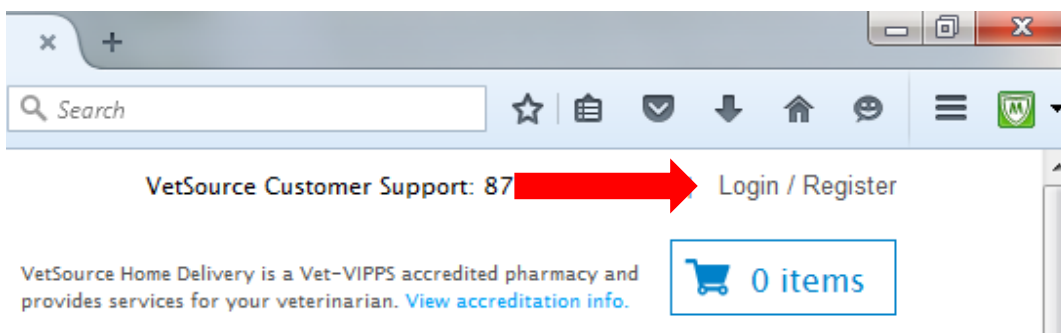 Search
VetSource Customer Support: 87
Login / Register
VetSource Home Delivery is a Vet-VIPPS accredited pharmacy and
provides services for your veterinarian. View accreditation info.
0 items